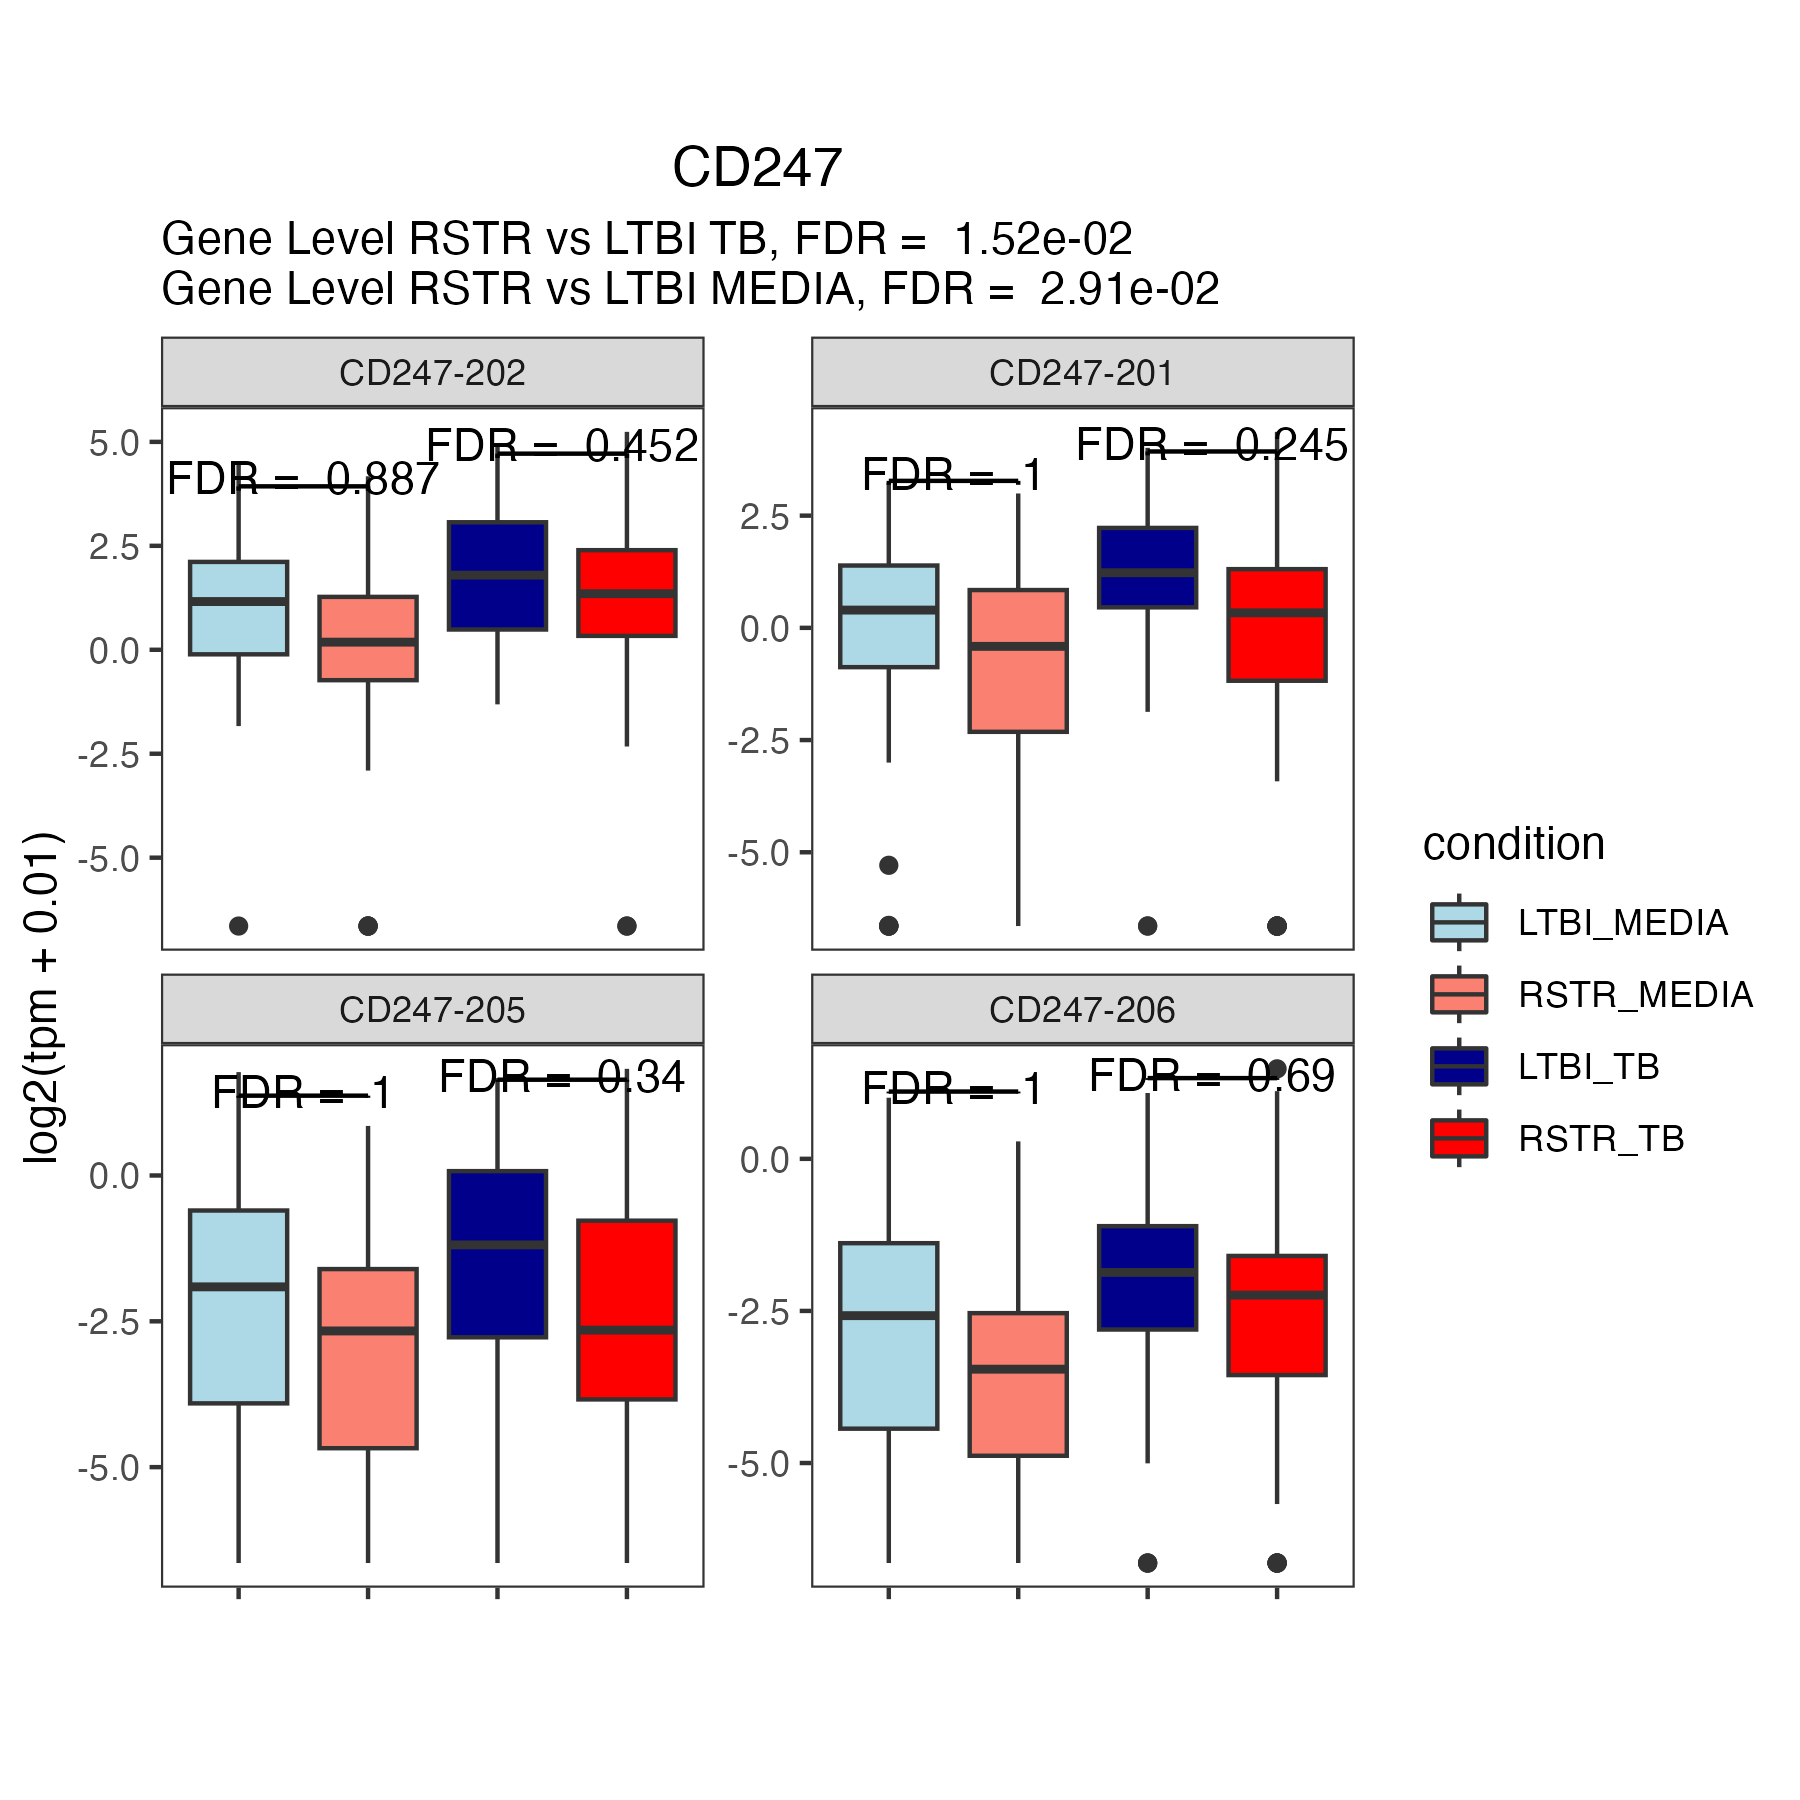 CD247
Gene Level RSTR vs LTBI TB, FDR =  1.52e-02
Gene Level RSTR vs LTBI MEDIA, FDR =  2.91e-02
CD247-202
CD247-201
FDR =  0.887
FDR =  0.452
FDR =  1
FDR =  0.245
5.0
2.5
0.0
-2.5
-5.0
2.5
0.0
-2.5
-5.0
CD247-205
CD247-206
FDR =  1
FDR =  0.34
FDR =  1
FDR =  0.69
0.0
-2.5
-5.0
0.0
-2.5
-5.0
log2(tpm + 0.01)
condition
LTBI_MEDIA
RSTR_MEDIA
LTBI_TB
RSTR_TB